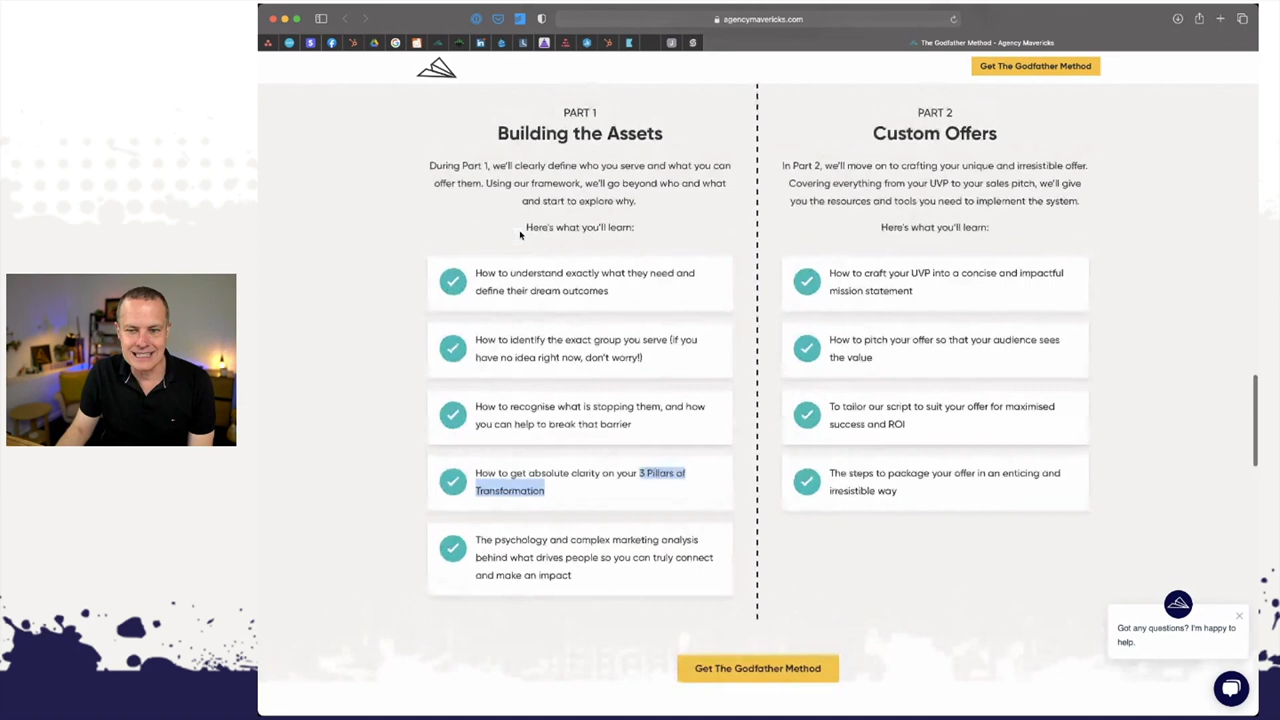 agencymavericks.com
The Godfather Method - Agency Mavericks
Get The Godfather Method
PART 1
Building the Assets
During Part 1, we'll clearly define who you serve and what you can
offer them. Using our framework, we'll go beyond who and what
and start to explore why.
Here's what you'll learn:
How to understand exactly what they need and
define their dream outcomes
How to identify the exact group you serve (if you
have no idea right now, don't worry!)
How to recognise what is stopping them, and how
you can help to break that barrier
How to get absolute clarity on your 3 Pillars of
Transformation
The psychology and complex marketing analysis
behind what drives people so you can truly connect
and make an impact
PART 2
Custom Offers
In Part 2, we'll move on to crafting your unique and irresistible offer.
Covering everything from your UVP to your sales pitch, we'll give
you the resources and tools you need to implement the system.
Here's what you'll learn:
How to craft your UVP into a concise and impactful
mission statement
How to pitch your offer so that your audience sees
the value
To tailor our script to suit your offer for maximised
success and ROI
The steps to package your offer in an enticing and
irresistible way
Get The Godfather Method
Got any questions? I'm happy to
help.